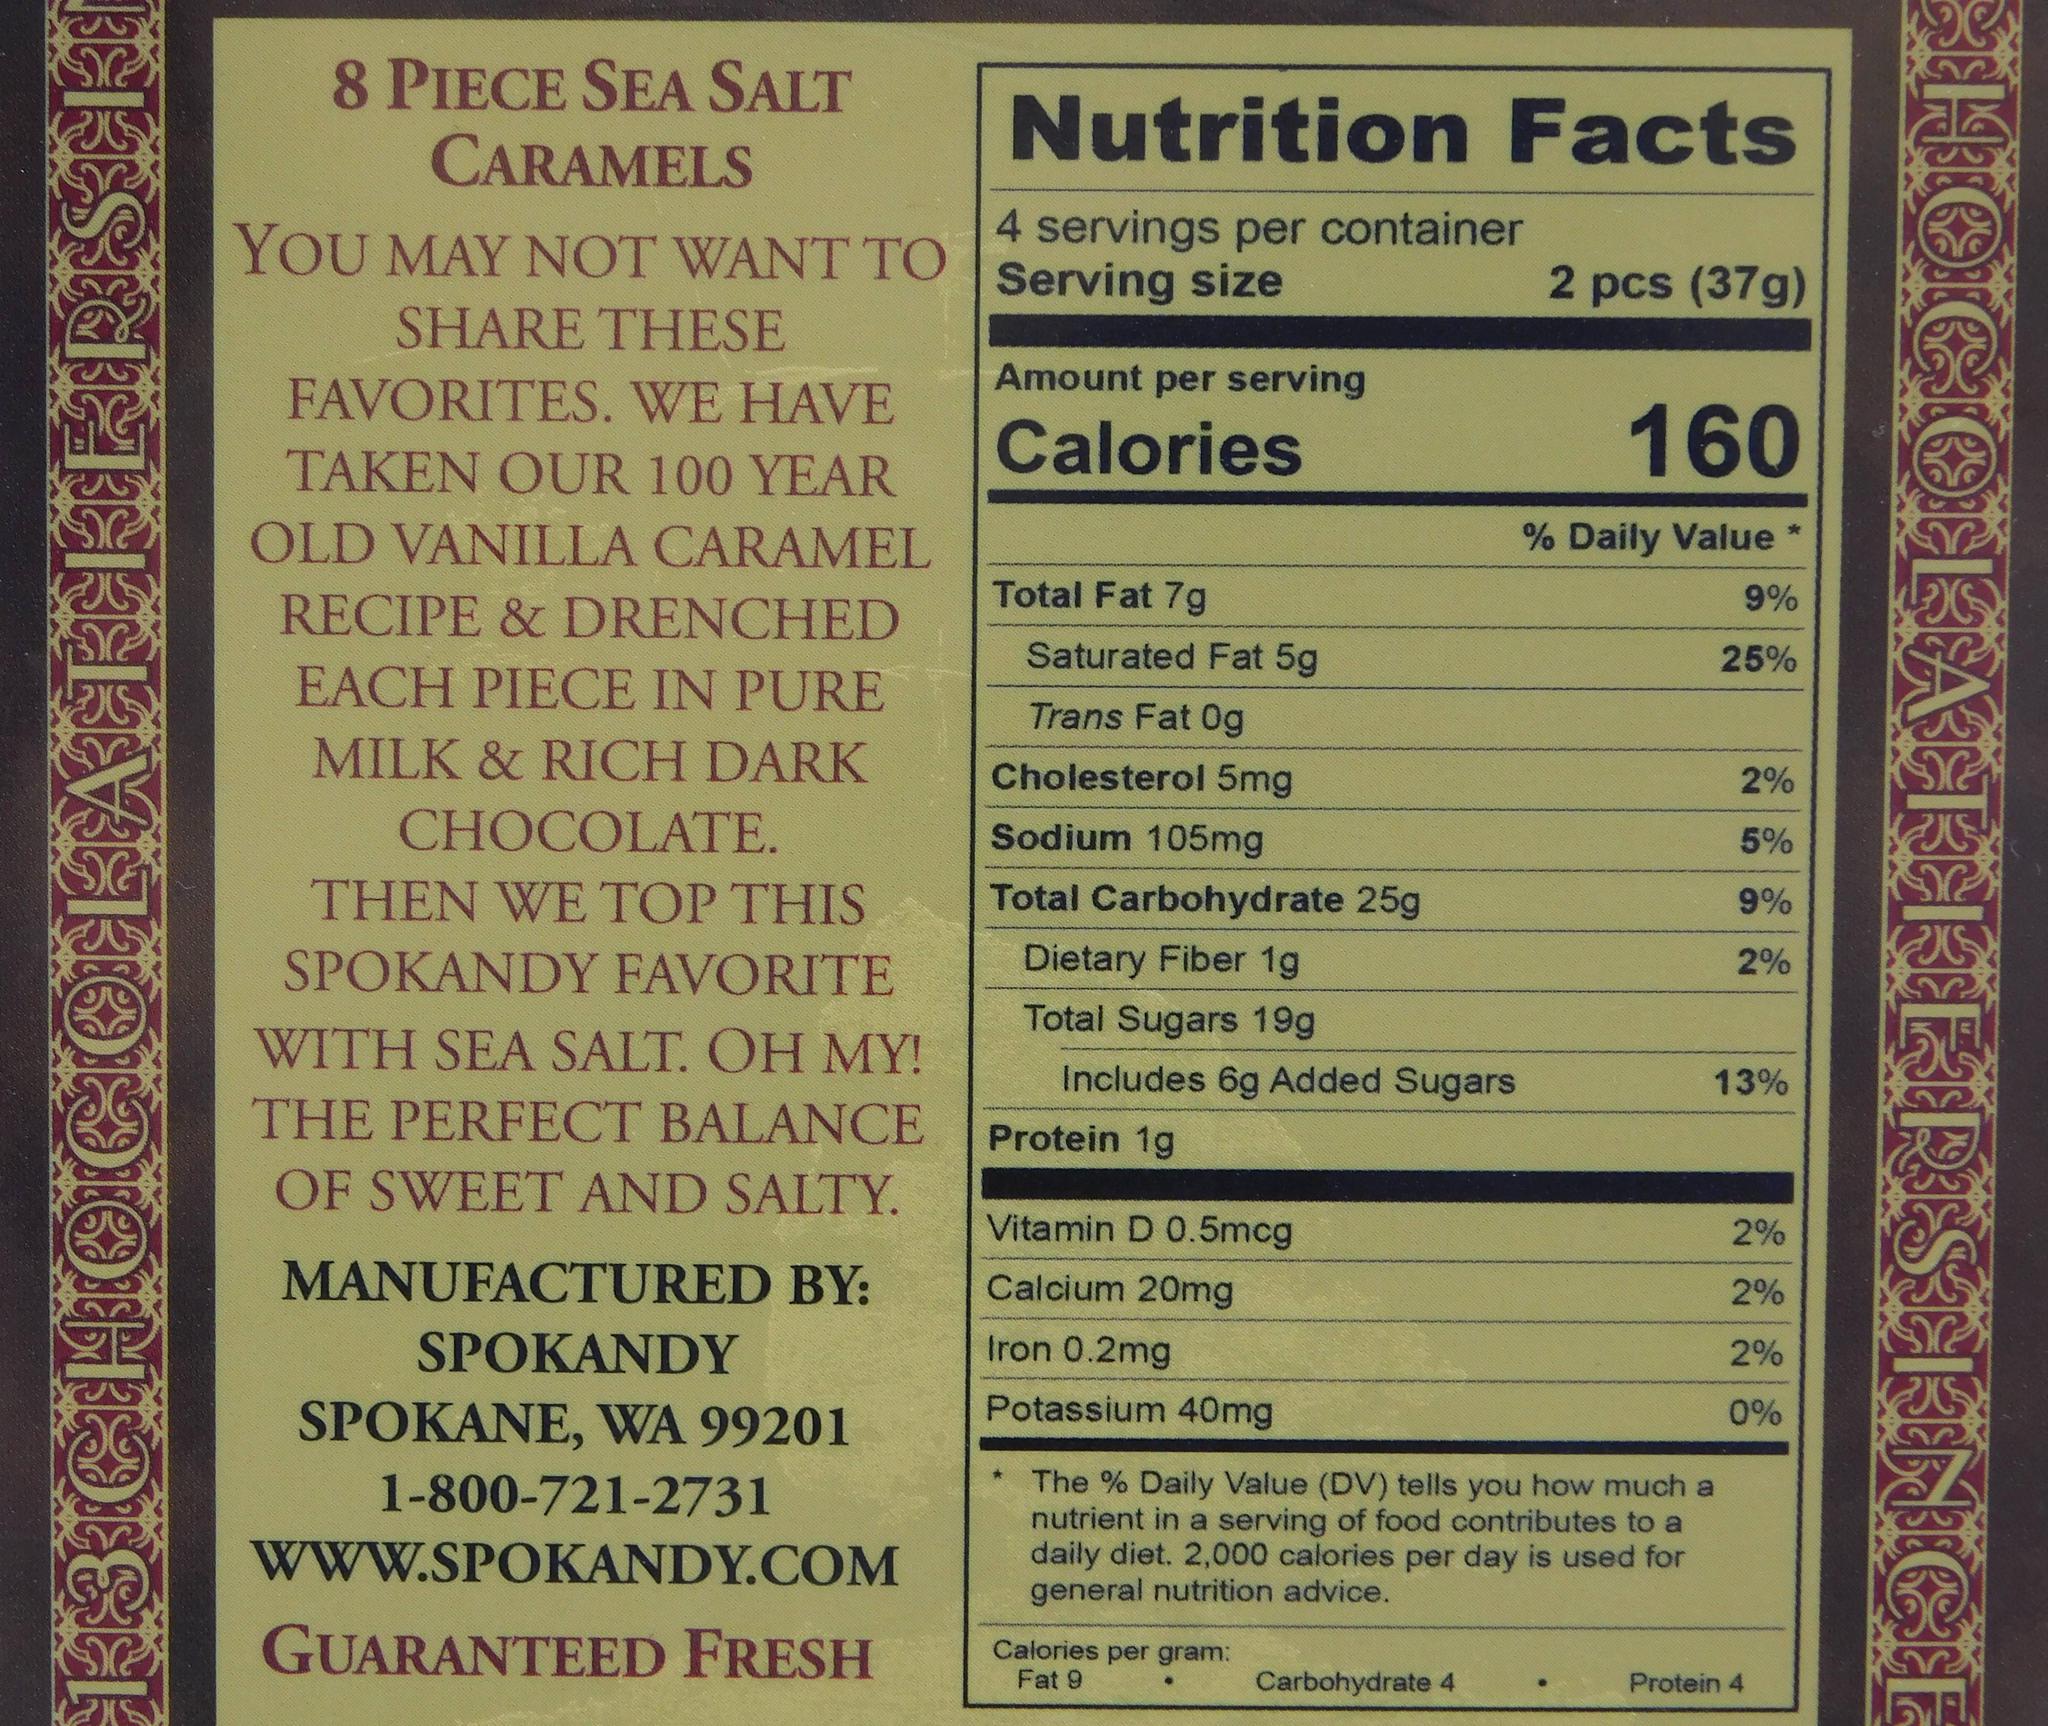 8 PIECE SEA SALT
CARAMELS
YOU MAY NOT WANT TO
SHARE THESE
FAVORITES. WE HAVE
TAKEN OUR 100 YEAR
OLD VANILLA CARAMEL
RECIPE & DRENCHED
EACH PIECE IN PURE
MILK & RICH DARK
CHOCOLATE.
THEN WE TOP THIS
SPOKANDY FAVORITE
WITH SEA SALT. OH MY!
THE PERFECT BALANCE
OF SWEET AND SALTY.
MANUFACTURED BY:
SPOKANDY
SPOKANE, WA 99201
1-800-721-2731
WWW.SPOKANDY.COM
GUARANTEED FRESH
Nutrition Facts
4 servings per container
Serving size 2 pcs (37g)
Amount per serving
Calories 160
% Daily Value *
Total Fat 7g 9%
Saturated Fat 5g 25%
Trans Fat 0g
Cholesterol 5mg 2%
Sodium 105mg 5%
Total Carbohydrate 25g 9%
Dietary Fiber 1g 2%
Total Sugars 19g
Includes 6g Added Sugars 13%
Protein 1g
Vitamin D 0.5mcg 2%
Calcium 20mg 2%
Iron 0.2mg 2%
Potassium 40mg 0%
* The % Daily Value (DV) tells you how much a
nutrient in a serving of food contributes to a
daily diet. 2,000 calories per day is used for
general nutrition advice.
Calories per gram:
Fat 9 • Carbohydrate 4 • Protein 4
13 CHOCOLATIERS
CHOCOLATIERS SINCE